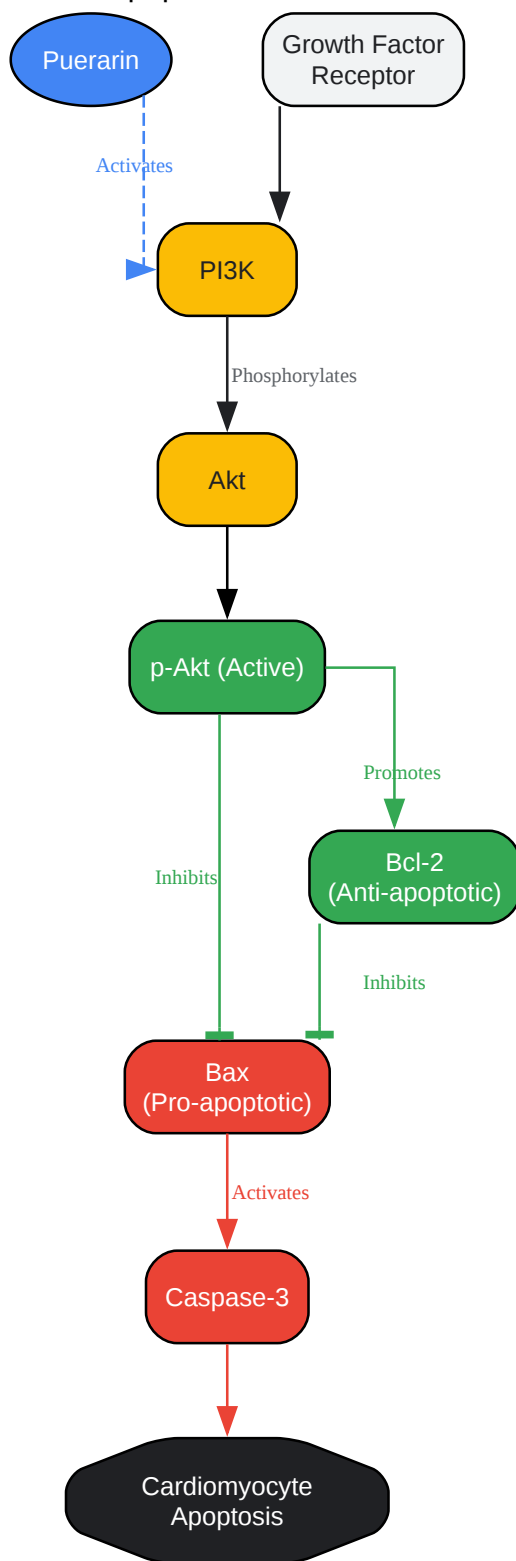 Puerarin
Growth Factor
Receptor
Activates
PI3K
Phosphorylates
Akt
p-Akt (Active)
Promotes
Inhibits
Bcl-2
(Anti-apoptotic)
Inhibits
Bax
(Pro-apoptotic)
Activates
Caspase-3
Cardiomyocyte
Apoptosis